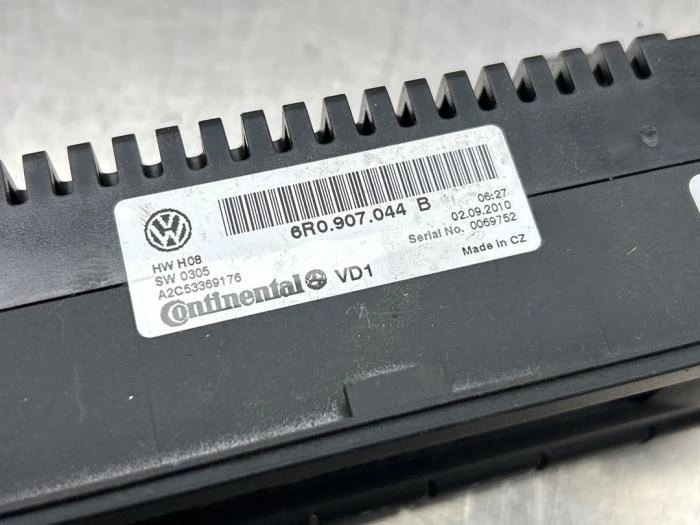 6R0.907.044 B
06:27
02.09.2010
Serial No. 0069752
Made in CZ
HW H08
SW 0305
A2C53369176
Continental VD1